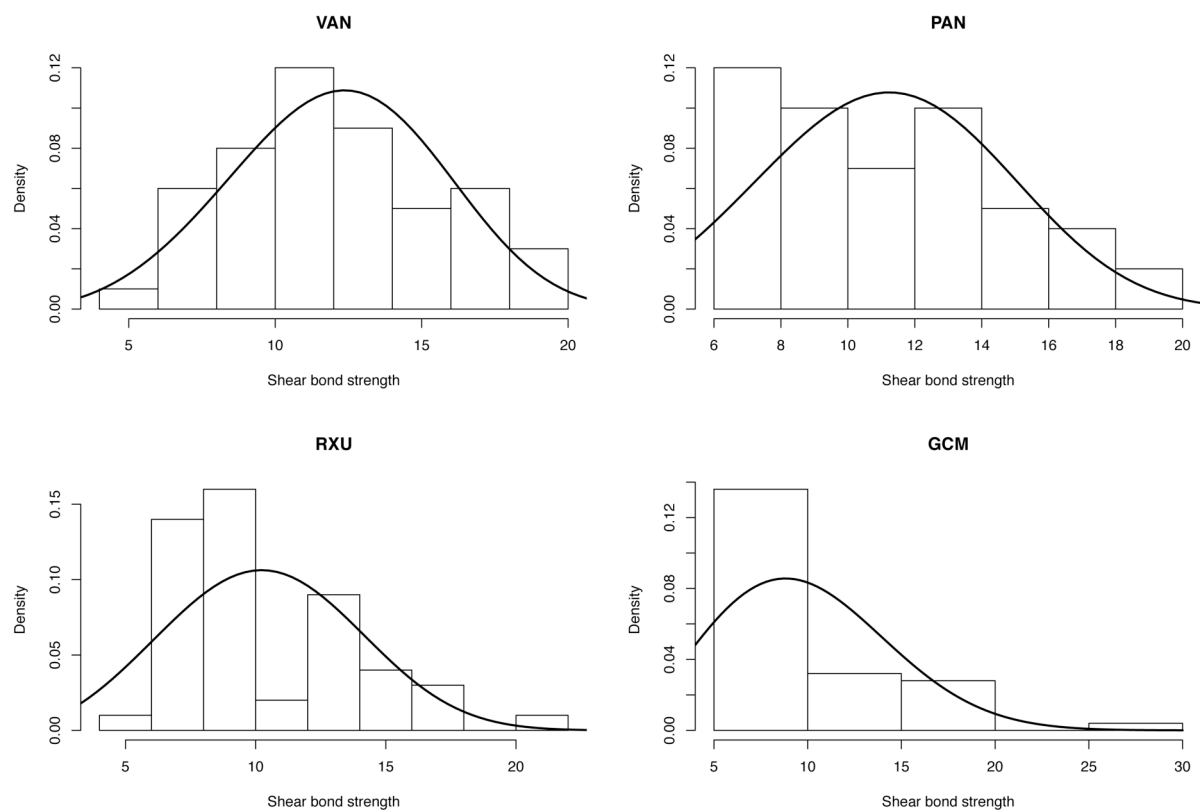 VAN
Density
0.00 0.04 0.08 0.12
5 10 15 20
Shear bond strength
PAN
Density
0.00 0.04 0.08 0.12
6 8 10 12 14 16 18 20
Shear bond strength
RXU
Density
0.00 0.05 0.10 0.15
5 10 15 20
Shear bond strength
GCM
Density
0.00 0.04 0.08 0.12
5 10 15 20 25 30
Shear bond strength